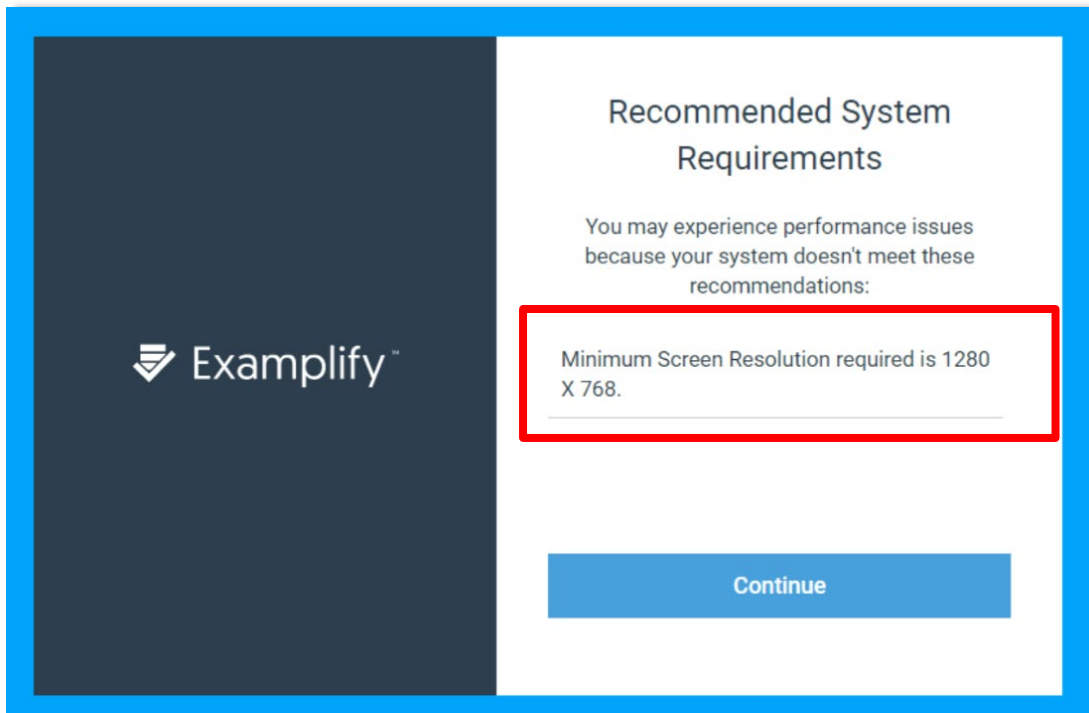 Recommended System
Requirements
You may experience performance issues
because your system doesn't meet these
recommendations:
Examplify™
Minimum Screen Resolution required is 1280
X 768.
Continue